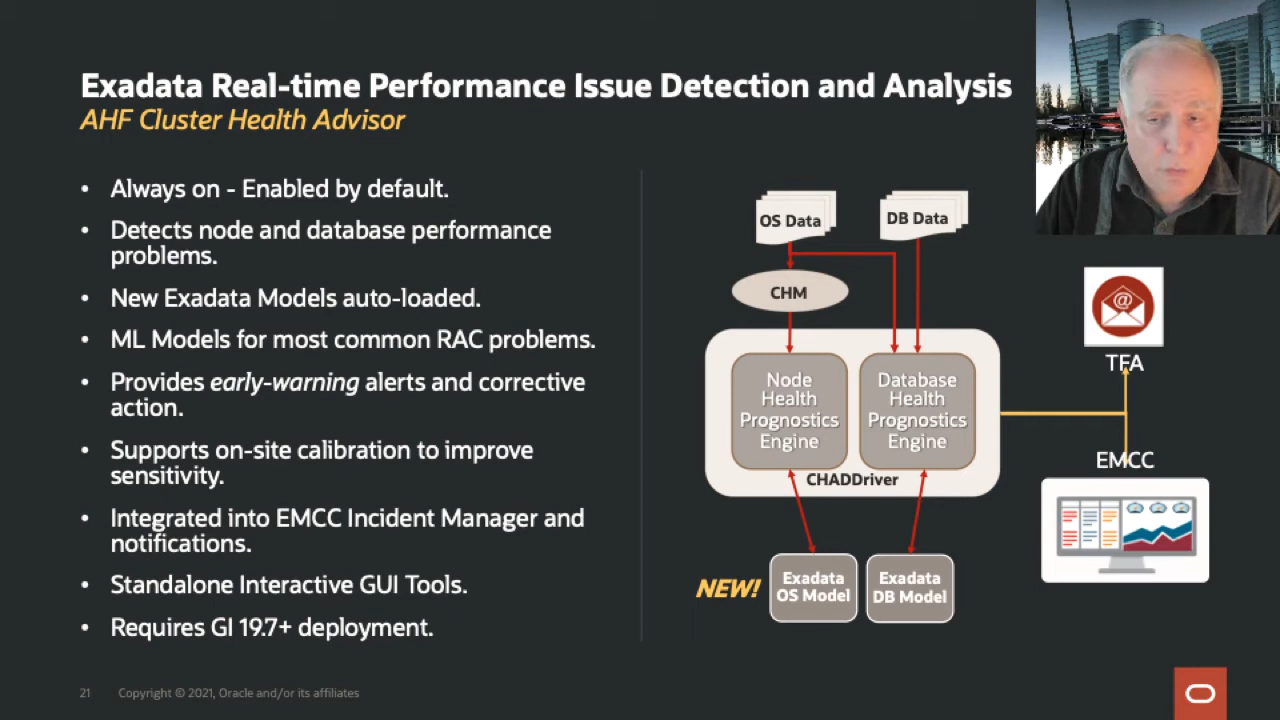 Exadata Real-time Performance Issue Detection and Analysis
AHF Cluster Health Advisor
• Always on - Enabled by default.
• Detects node and database performance
problems.
• New Exadata Models auto-loaded.
• ML Models for most common RAC problems.
• Provides early-warning alerts and corrective
action.
• Supports on-site calibration to improve
sensitivity.
• Integrated into EMCC Incident Manager and
notifications.
• Standalone Interactive GUI Tools.
• Requires GI 19.7+ deployment.
OS Data
DB Data
CHM
Node
Health
Prognostics
Engine
Database
Health
Prognostics
Engine
CHADDriver
NEW!
Exadata
OS Model
Exadata
DB Model
@
TFA
EMCC
21
Copyright © 2021, Oracle and/or its affiliates